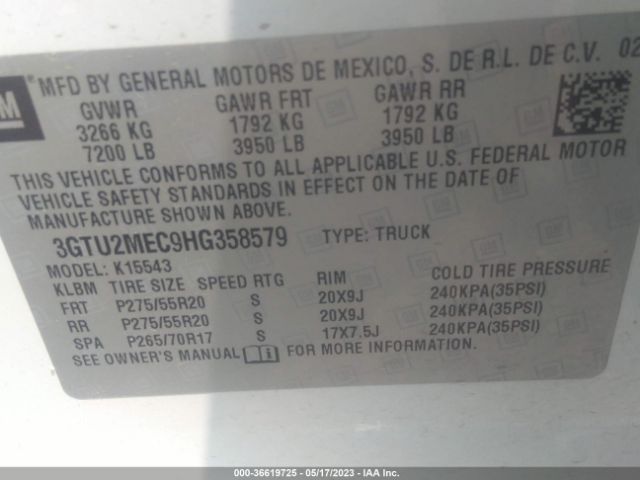 GM
MFD BY GENERAL MOTORS DE MEXICO, S. DE R.L. DE C.V. 02
GVWR GAWR FRT GAWR RR
3266 KG 1792 KG 1792 KG
7200 LB 3950 LB 3950 LB
THIS VEHICLE CONFORMS TO ALL APPLICABLE U.S. FEDERAL MOTOR
VEHICLE SAFETY STANDARDS IN EFFECT ON THE DATE OF
MANUFACTURE SHOWN ABOVE.
3GTU2MEC9HG358579 TYPE: TRUCK
MODEL: K15543
KLBM TIRE SIZE SPEED RTG RIM COLD TIRE PRESSURE
FRT P275/55R20 S 20X9J 240KPA(35PSI)
RR P275/55R20 S 20X9J 240KPA(35PSI)
SPA P265/70R17 S 17X7.5J 240KPA(35PSI)
SEE OWNER'S MANUAL FOR MORE INFORMATION.
000-36619725 - 05/17/2023 - IAAI.COM